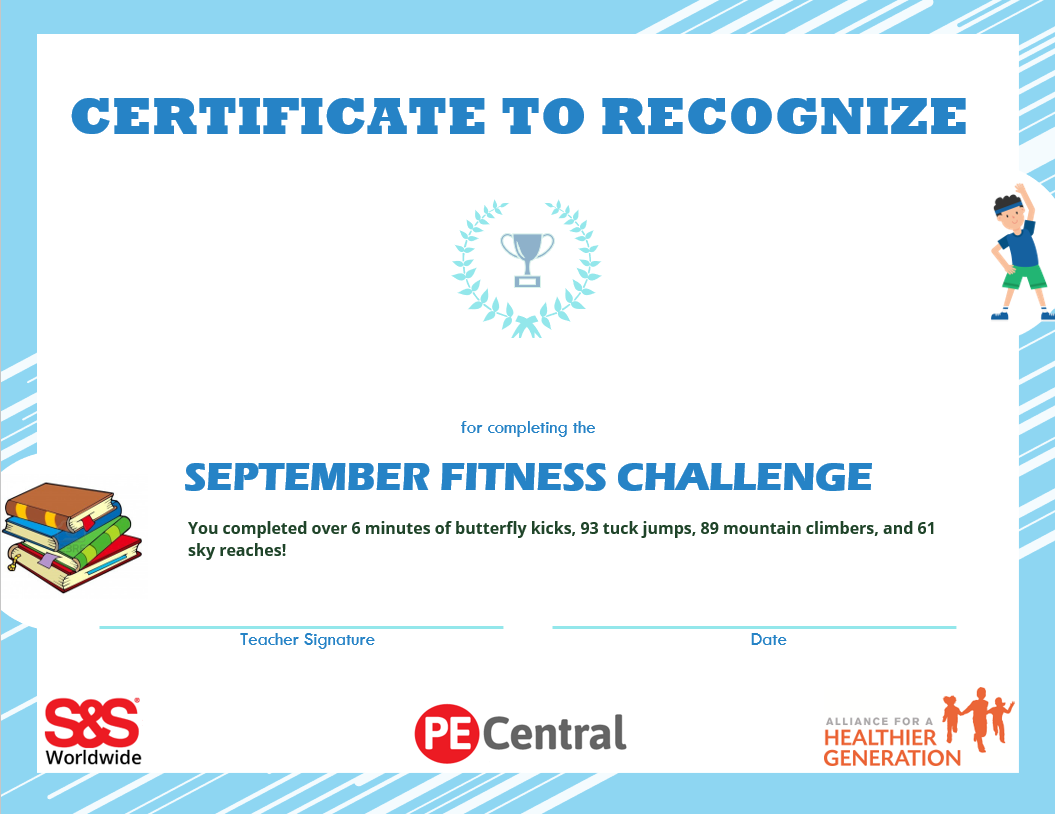 CERTIFICATE TO RECOGNIZE
for completing the
SEPTEMBER FITNESS CHALLENGE
You completed over 6 minutes of butterfly kicks, 93 tuck jumps, 89 mountain climbers, and 61
sky reaches!
Teacher Signature
Date
S&S®
Worldwide
PE Central
ALLIANCE FOR A
HEALTHIER
GENERATION